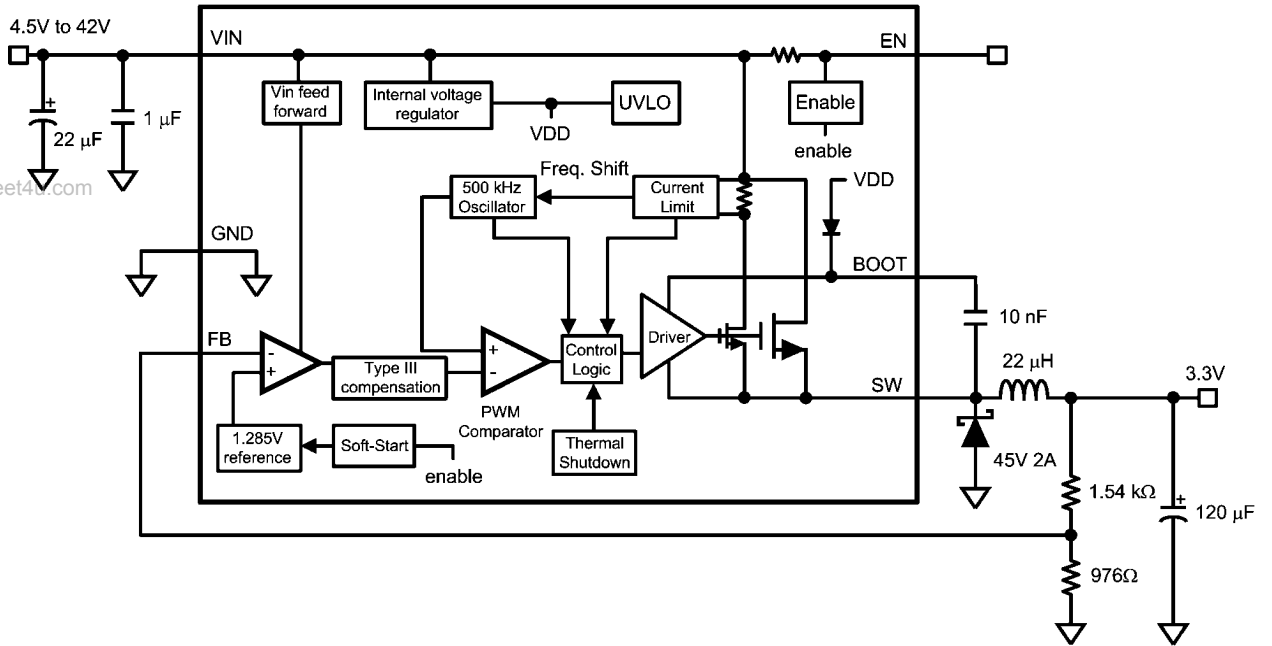 4.5V to 42V
VIN
EN
Vin feed
forward
Internal voltage
regulator
UVLO
Enable
VDD
enable
+
22 μF
1 μF
eet4u.com
Freq. Shift
500 kHz
Oscillator
Current
Limit
VDD
GND
BOOT
10 nF
FB
-
+
Type III
compensation
+
-
PWM
Comparator
Control
Logic
Driver
22 μH
3.3V
SW
1.285V
reference
Soft-Start
enable
Thermal
Shutdown
45V 2A
1.54 kΩ
+
120 μF
976Ω